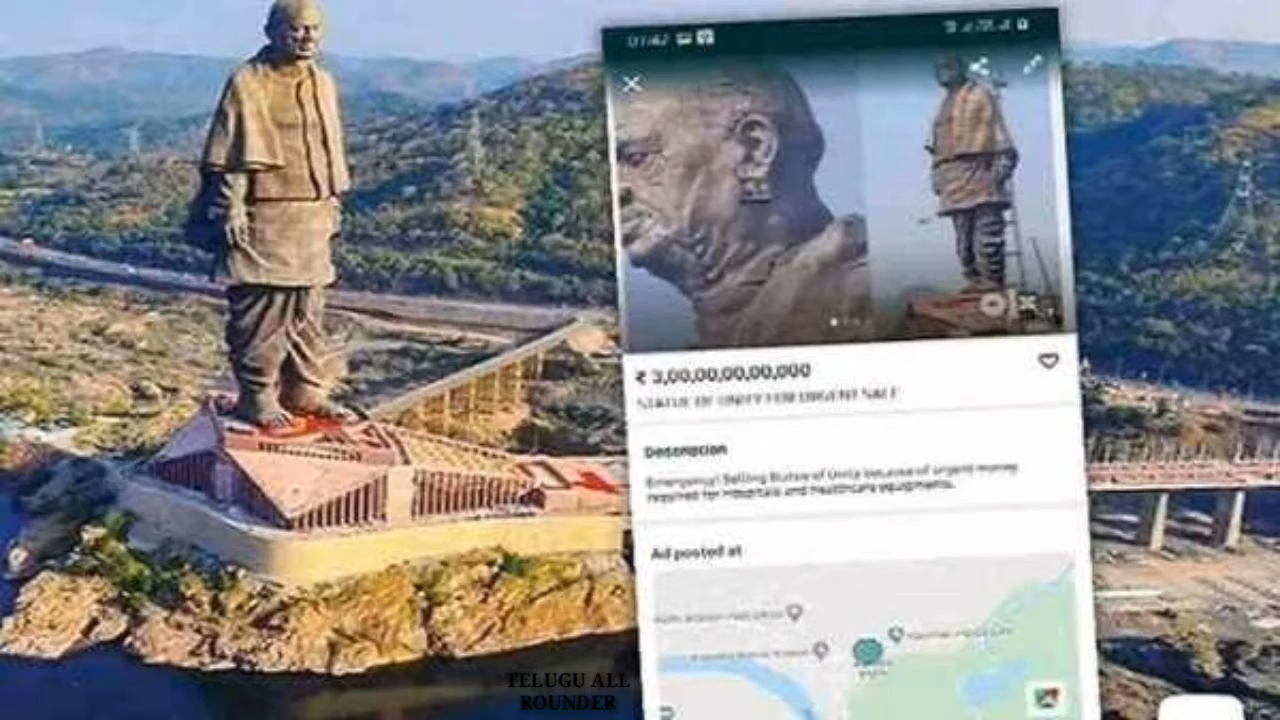 ₹ 3,00,00,00,00,000
STATUE OF UNITY FOR URGENT SALE
Description
Emergency! Selling Statue of Unity because of urgent money
required for Hospitals and healthcare equipments.
Ad posted at
TELUGU ALL
ROUNDER